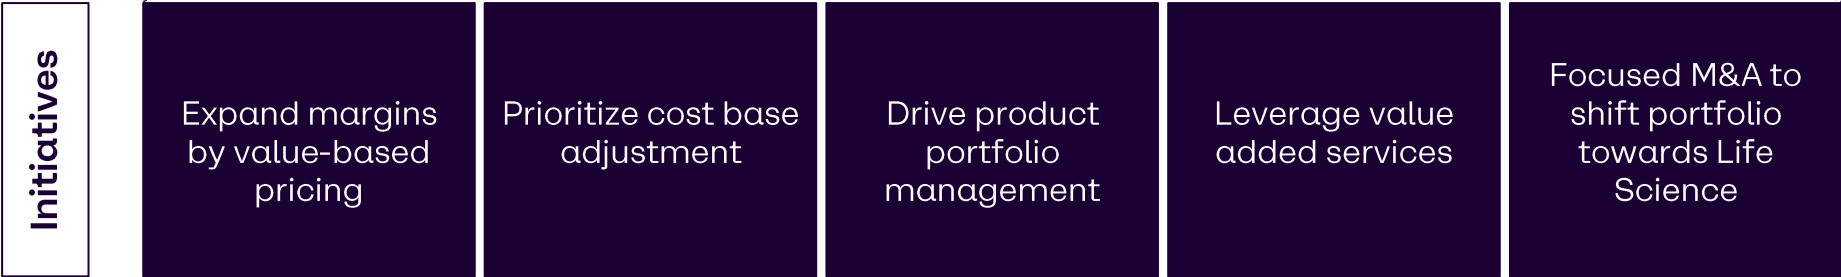 Initiatives
Expand margins
by value-based
pricing
Prioritize cost base
adjustment
Drive product
portfolio
management
Leverage value
added services
Focused M&A to
shift portfolio
towards Life
Science